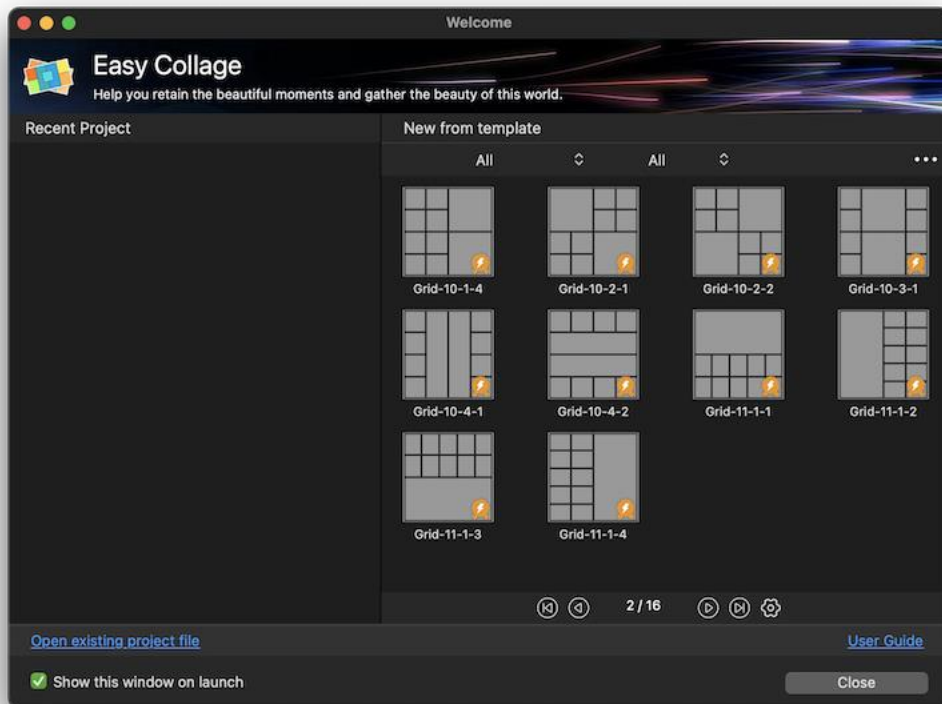 Welcome
Easy Collage
Help you retain the beautiful moments and gather the beauty of this world.
Recent Project
New from template
All All •••
Grid-10-1-4 Grid-10-2-1 Grid-10-2-2 Grid-10-3-1
Grid-10-4-1 Grid-10-4-2 Grid-11-1-1 Grid-11-1-2
Grid-11-1-3 Grid-11-1-4
2 / 16
Open existing project file User Guide
Show this window on launch Close